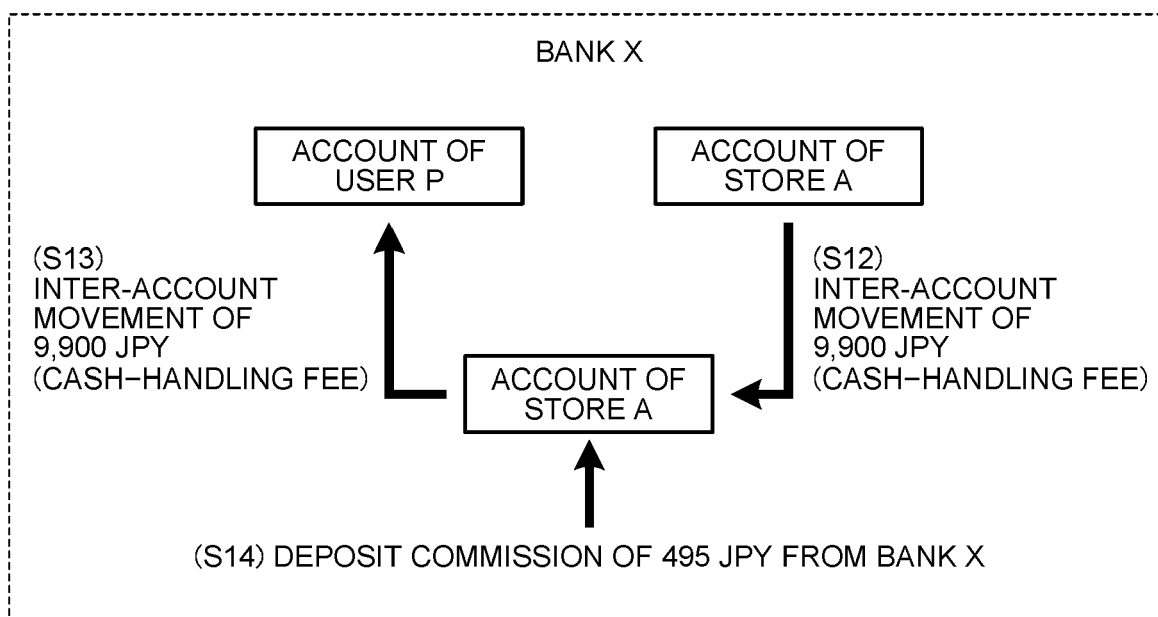 BANK X
ACCOUNT OF
USER P
ACCOUNT OF
STORE A
(S13)
INTER-ACCOUNT
MOVEMENT OF
9,900 JPY
(CASH−HANDLING FEE)
(S12)
INTER-ACCOUNT
MOVEMENT OF
9,900 JPY
(CASH−HANDLING FEE)
ACCOUNT OF
STORE A
(S14) DEPOSIT COMMISSION OF 495 JPY FROM BANK X